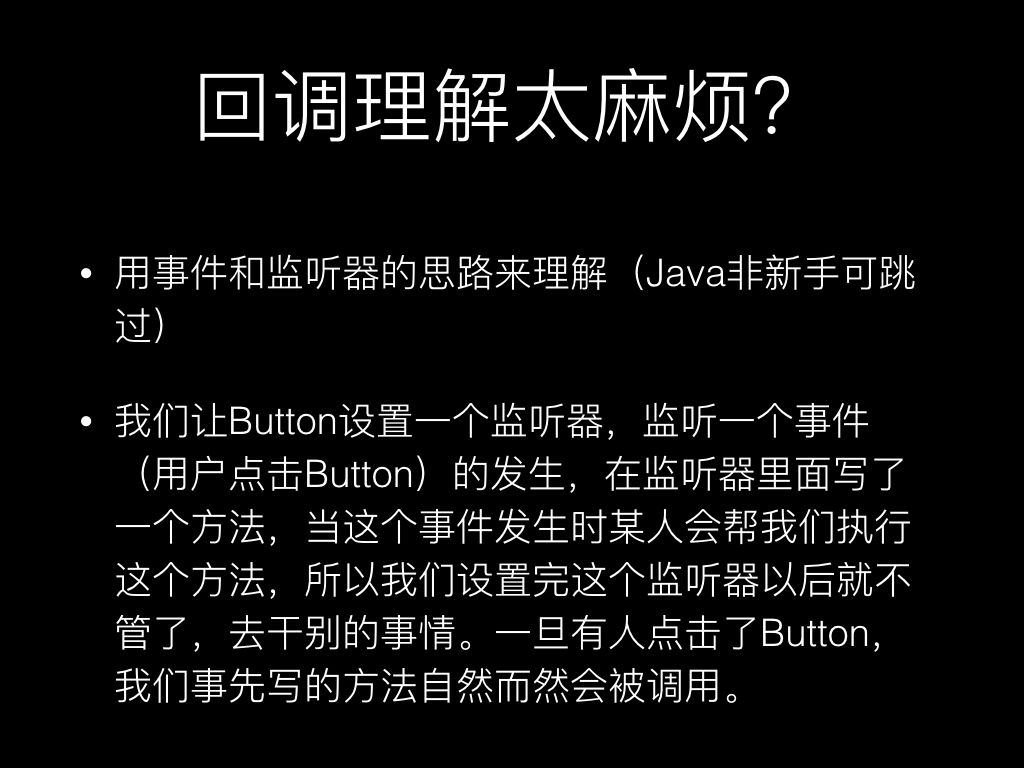 回调理解太麻烦?
• 用事件和监听器的思路来理解（Java非新手可跳
过）
• 我们让Button设置一个监听器，监听一个事件
（用户点击Button）的发生，在监听器里面写了
一个方法，当这个事件发生时某人会帮我们执行
这个方法，所以我们设置完这个监听器以后就不
管了，去干别的事情。一旦有人点击了Button，
我们事先写的方法自然而然会被调用。